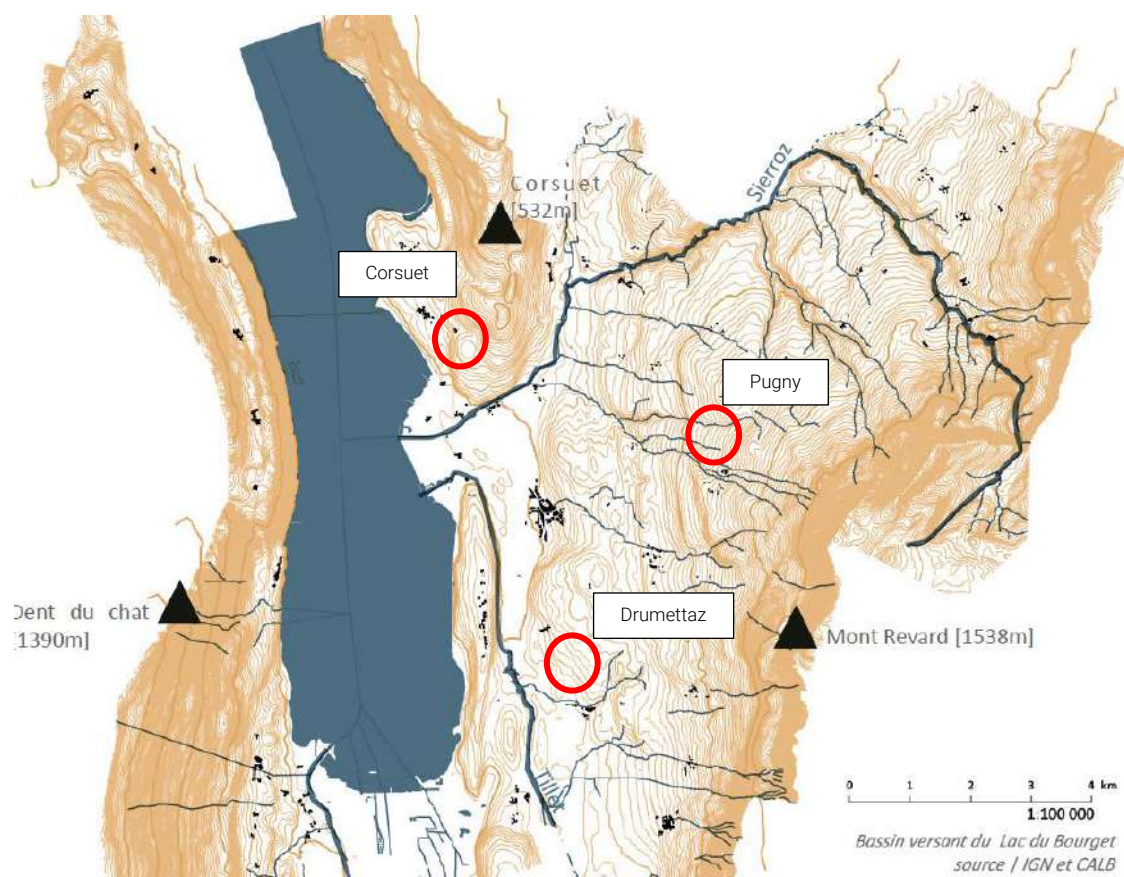 Sierroz
Corsuet
[532m]
Corsuet
Pugny
Drumettaz
Dent du chat
[1390m]
Mont Revard [1538m]
Tillet
0 1 2 3 4 km
1:100 000
Bassin versant du Lac du Bourget
source / IGN et CALB